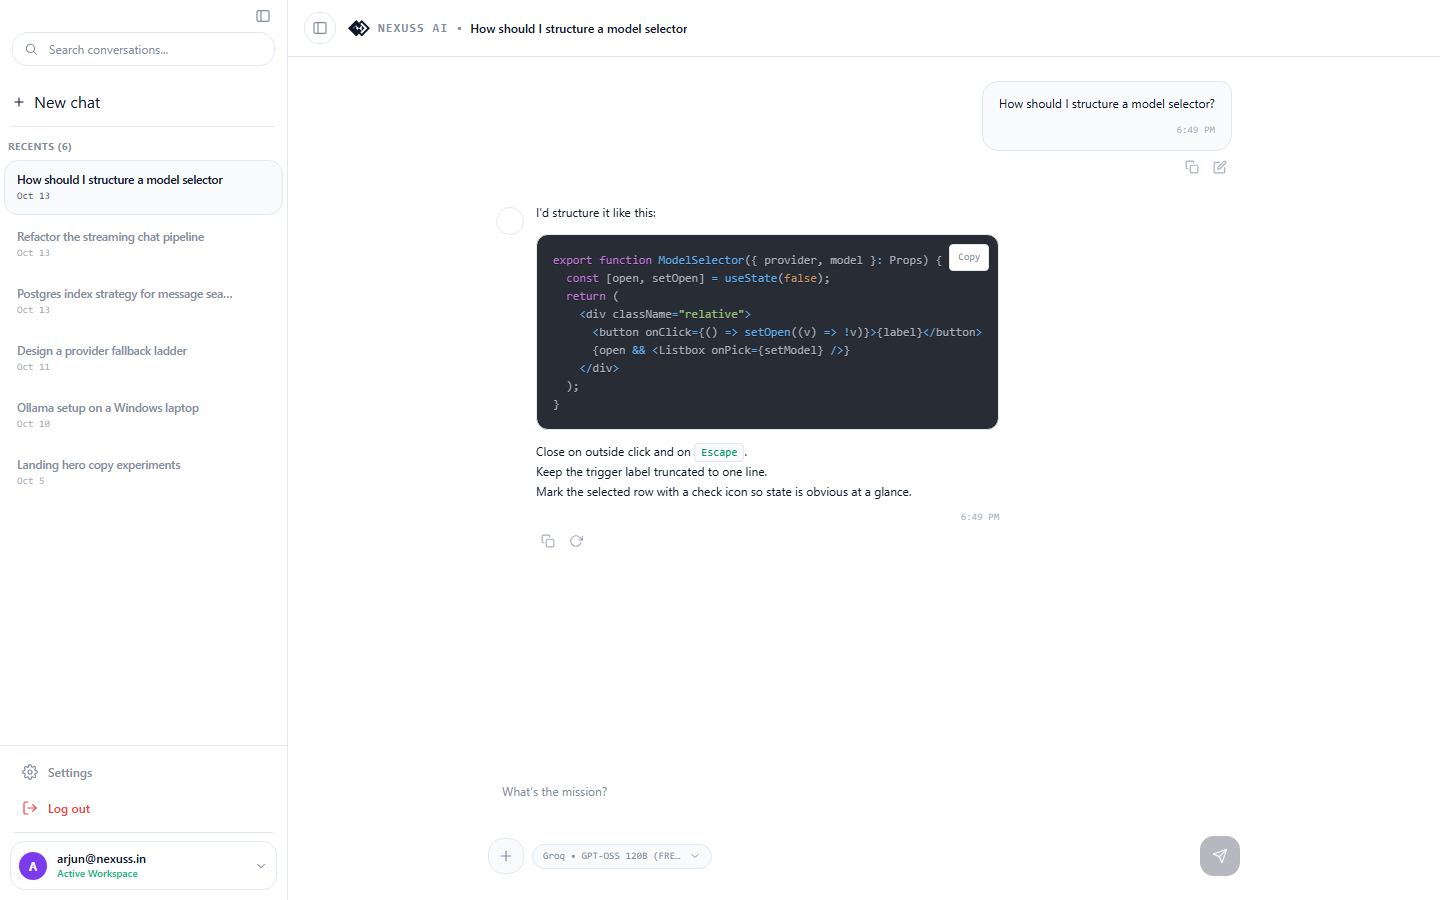 Search conversations...
New chat
RECENTS (6)
How should I structure a model selector
Oct 13
Refactor the streaming chat pipeline
Oct 13
Postgres index strategy for message sea...
Oct 13
Design a provider fallback ladder
Oct 11
Ollama setup on a Windows laptop
Oct 10
Landing hero copy experiments
Oct 5
Settings
Log out
A
arjun@nexuss.in
Active Workspace
NEXUSS AI • How should I structure a model selector
How should I structure a model selector?
6:49 PM
I'd structure it like this:
Copy
export function ModelSelector({ provider, model }: Props) {
  const [open, setOpen] = useState(false);
  return (
    <div className="relative">
      <button onClick={() => setOpen((v) => !v)}>{label}</button>
      {open && <Listbox onPick={setModel} />}
    </div>
  );
}
Close on outside click and on Escape.
Keep the trigger label truncated to one line.
Mark the selected row with a check icon so state is obvious at a glance.
6:49 PM
What's the mission?
Groq • GPT-OSS 120B (FRE…